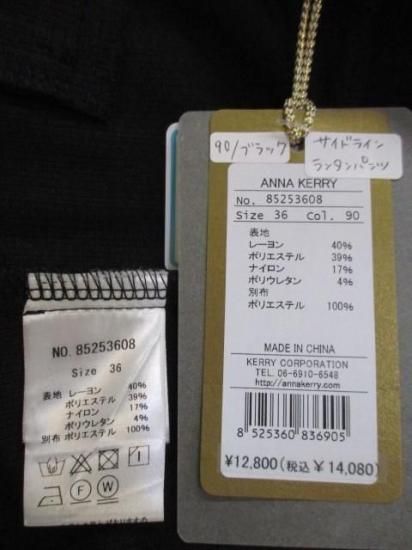 90/ブラック
サイドライン
ランタンパンツ
ANNA KERRY
No. 85253608
Size 36 Col. 90
表地
レーヨン 40%
ポリエステル 39%
ナイロン 17%
ポリウレタン 4%
別布
ポリエステル 100%
MADE IN CHINA
KERRY CORPORATION
TEL. 06-6910-6548
http://annakerry.com/
8 525360 836905
¥12,800(税込 ¥14,080)
NO. 85253608
Size 36
表地 レーヨン 40%
ポリエステル 39%
ナイロン 17%
ポリウレタン 4%
別布 ポリエステル 100%
F W